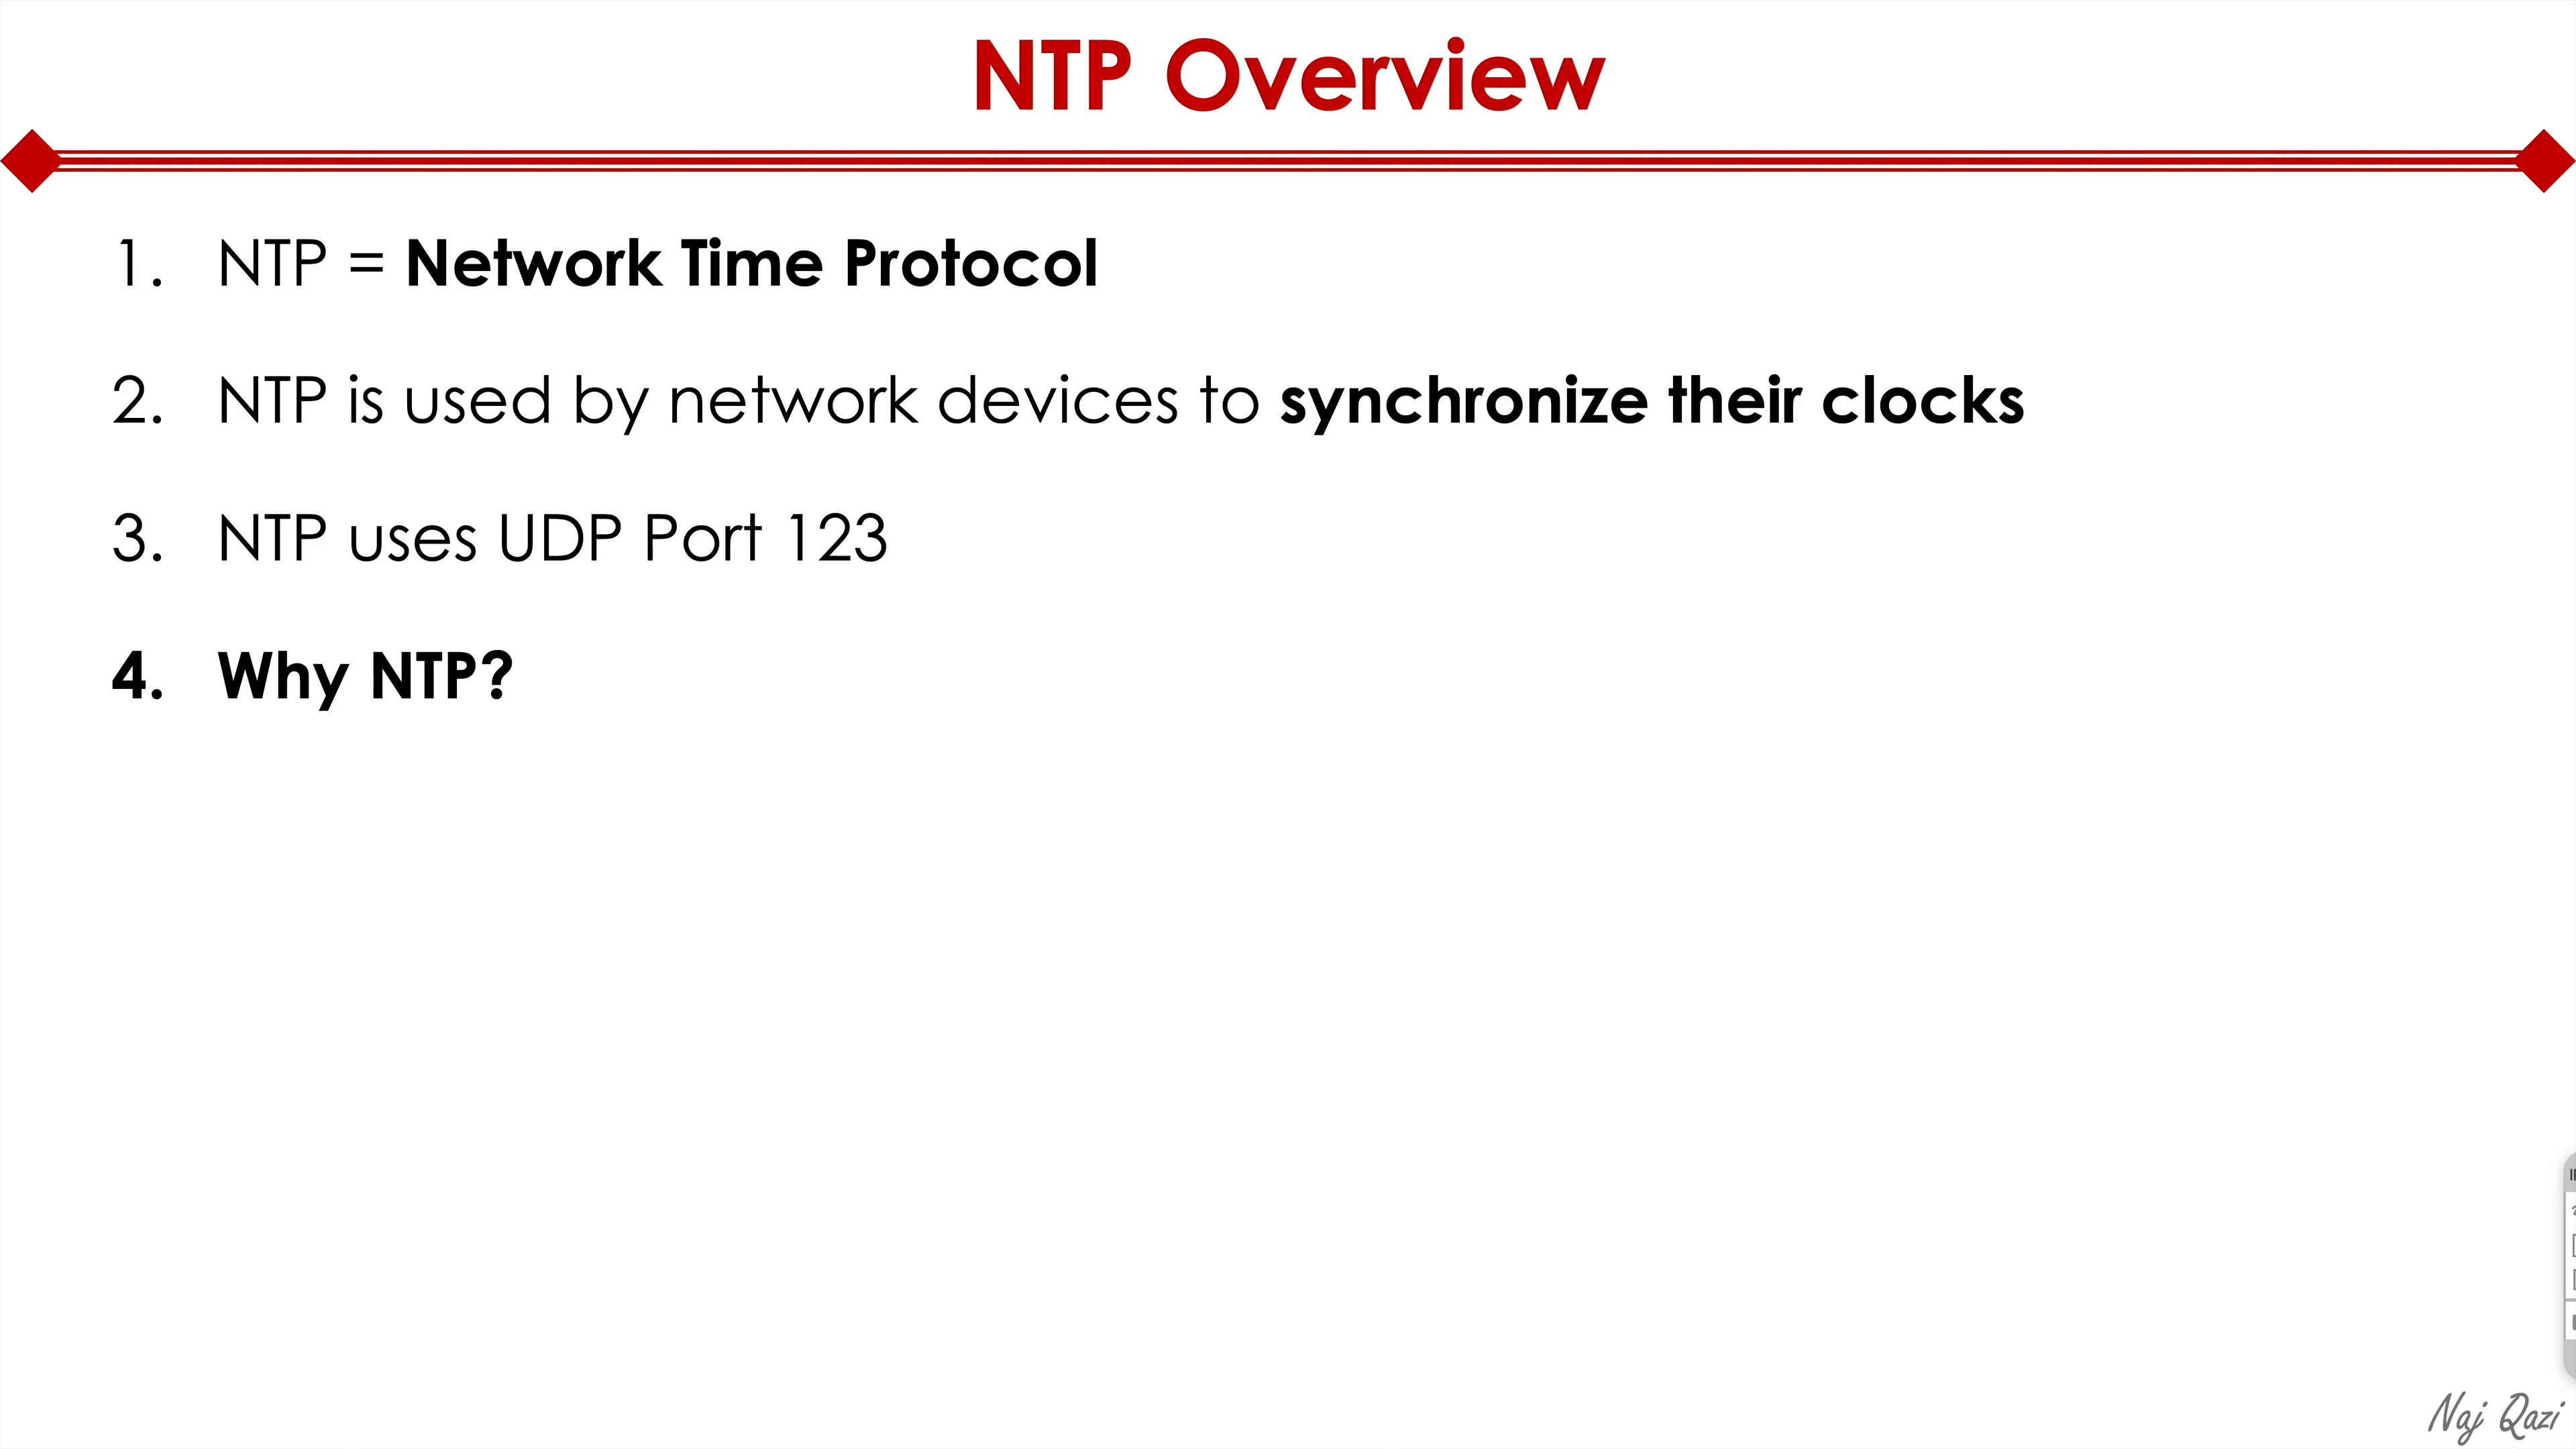 NTP Overview
1. NTP = Network Time Protocol
2. NTP is used by network devices to synchronize their clocks
3. NTP uses UDP Port 123
4. Why NTP?
Naj Qazi